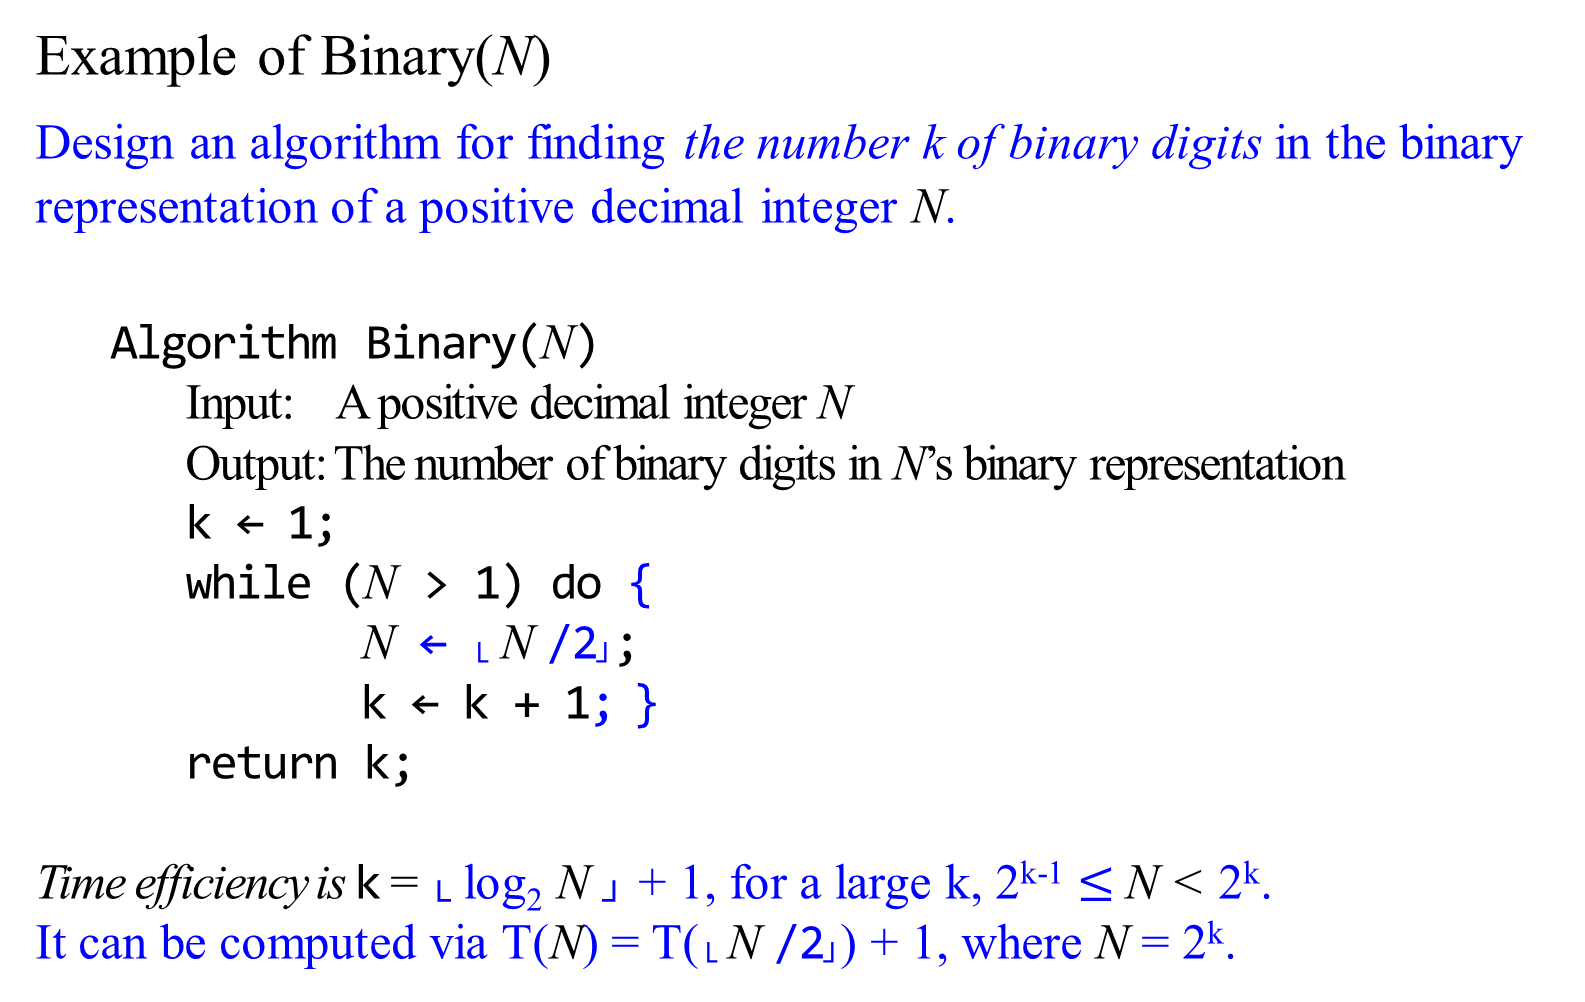 Example of Binary(N)
Design an algorithm for finding the number k of binary digits in the binary
representation of a positive decimal integer N.
Algorithm Binary(N)
Input: A positive decimal integer N
Output: The number of binary digits in N's binary representation
k ← 1;
while (N > 1) do {
N ← ⌊ N /2⌋;
k ← k + 1; }
return k;
Time efficiency is k = ⌊ log₂ N ⌋ + 1, for a large k, 2ᵏ⁻¹ ≤ N < 2ᵏ.
It can be computed via T(N) = T(⌊ N /2⌋) + 1, where N = 2ᵏ.